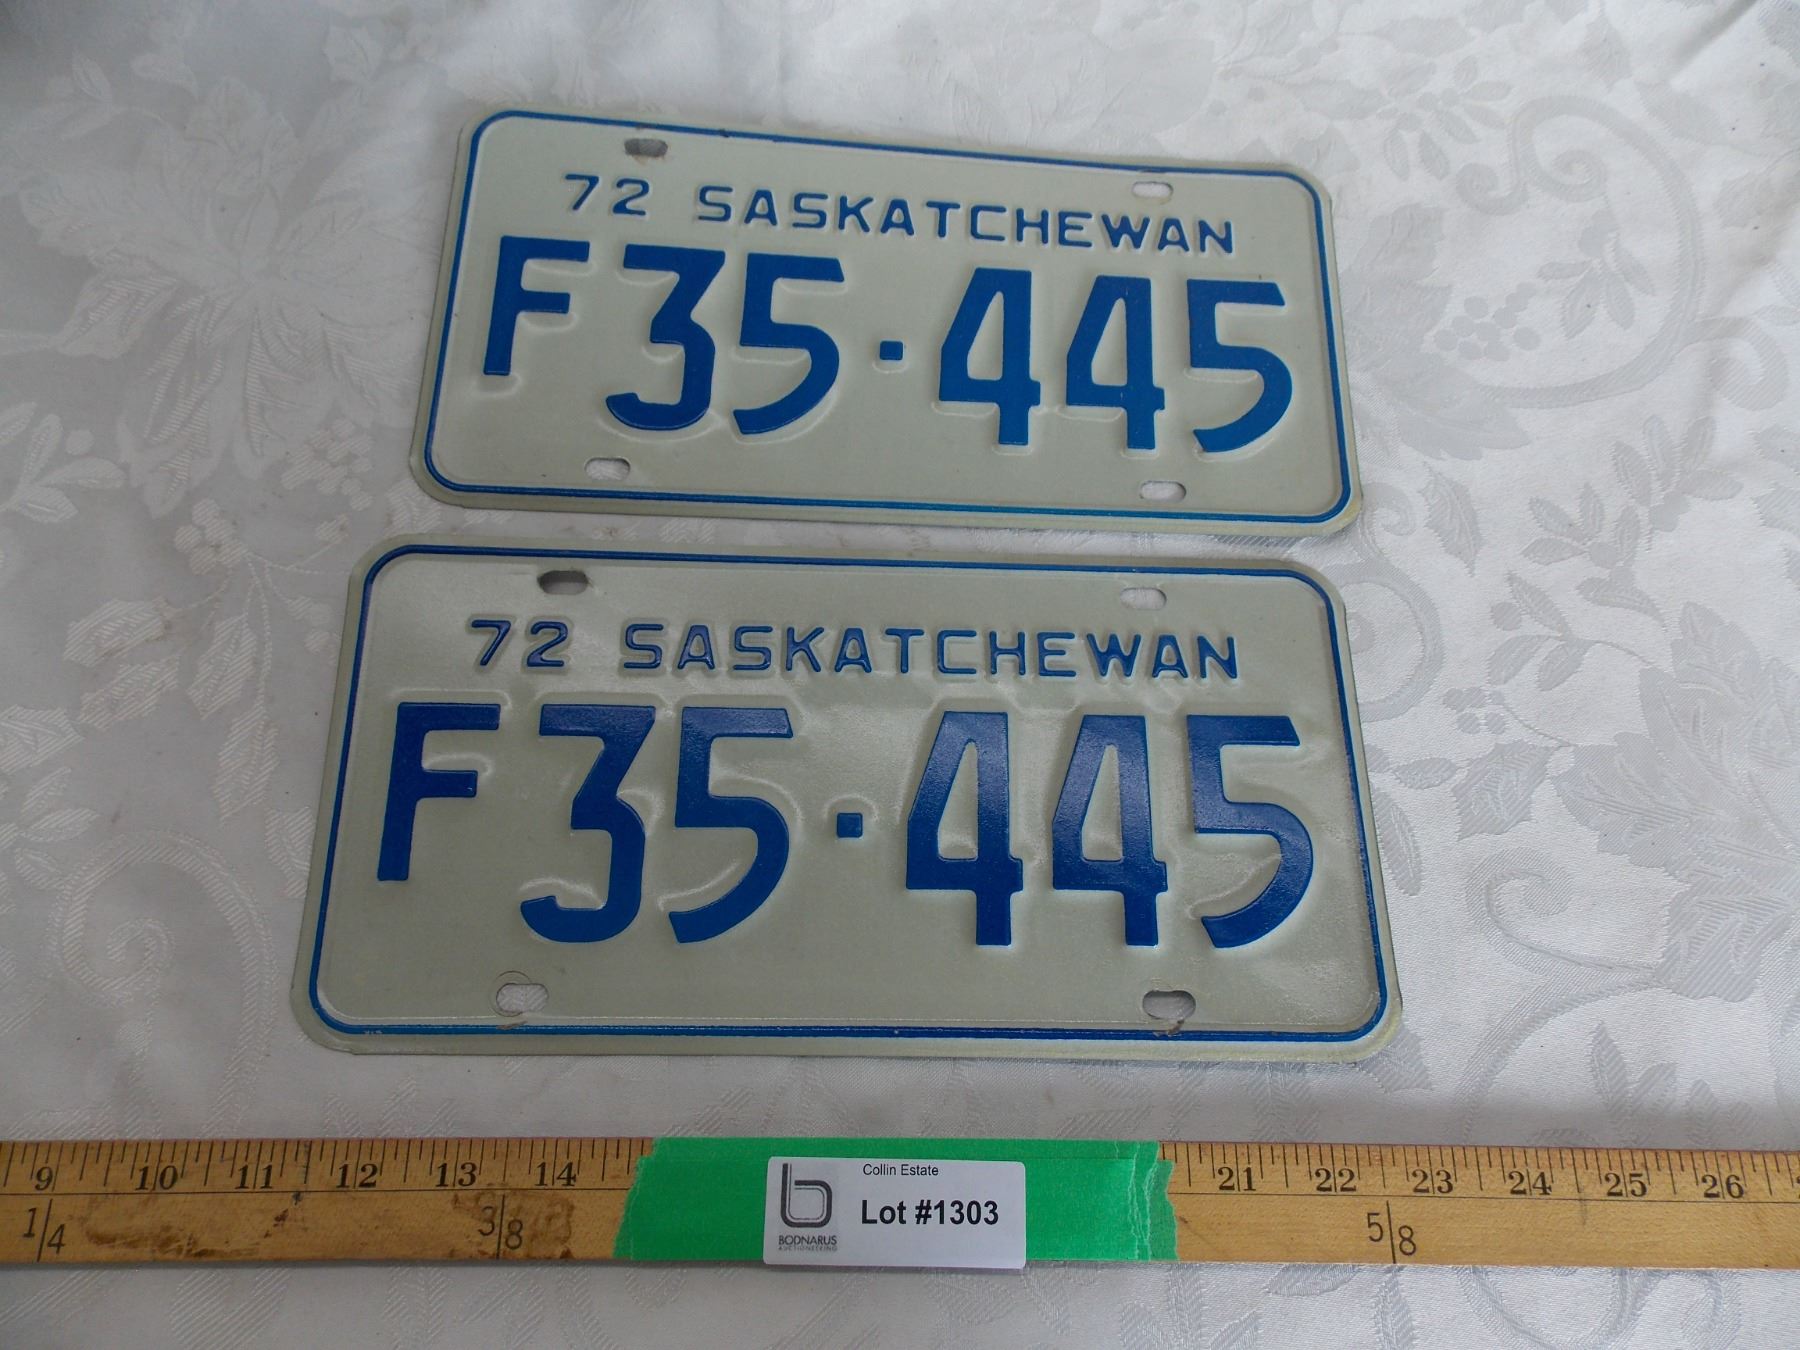 72 SASKATCHEWAN
F35·445
72 SASKATCHEWAN
F35·445
9 10 11 12 13 14 21 22 23 24 25 26
1/4 3/8 5/8
Collin Estate
Lot #1303
BODNARUS
AUCTIONEERING